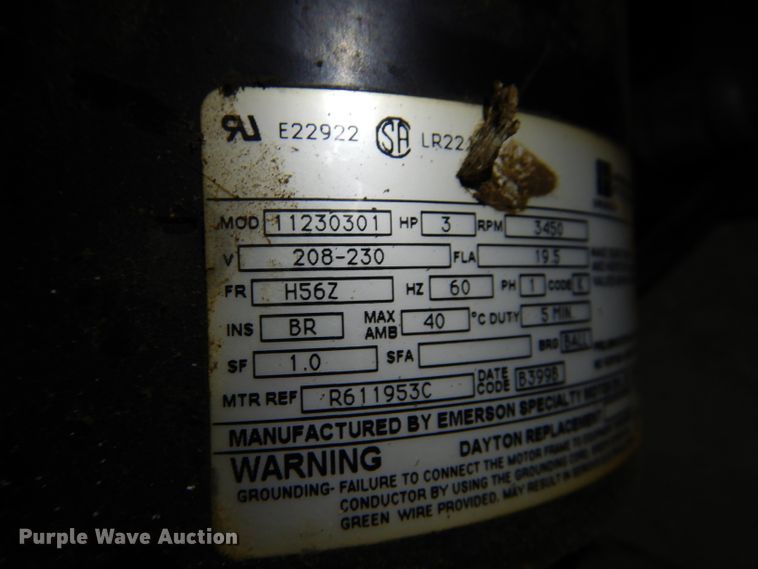 E22922 SA LR22
MOD 11230301 HP 3 RPM 3450
V 208-230 FLA 19.5
FR H56Z HZ 60 PH 1 CODE K
INS BR MAX AMB 40 °C DUTY 5 MIN.
SF 1.0 SFA BRG BALL
MTR REF R611953C DATE CODE B399B
MANUFACTURED BY EMERSON SPECIALTY
DAYTON REPLACEMENT
WARNING
GROUNDING- FAILURE TO CONNECT THE MOTOR FRAME TO
CONDUCTOR BY USING THE GROUNDING
GREEN WIRE PROVIDED, MAY RESULT IN
Purple Wave Auction